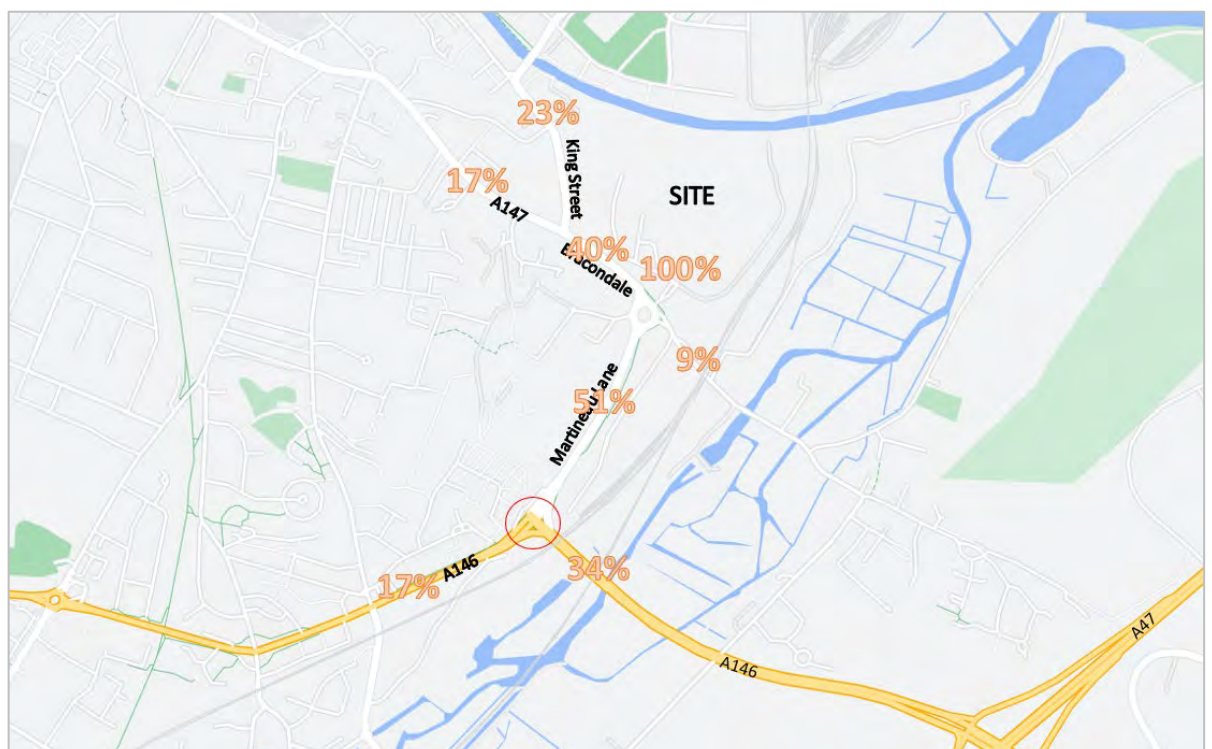 23%
King Street
17%
A147
SITE
40%
Bracondale
100%
9%
51%
Martineau Lane
17%
A146
34%
A146
A47